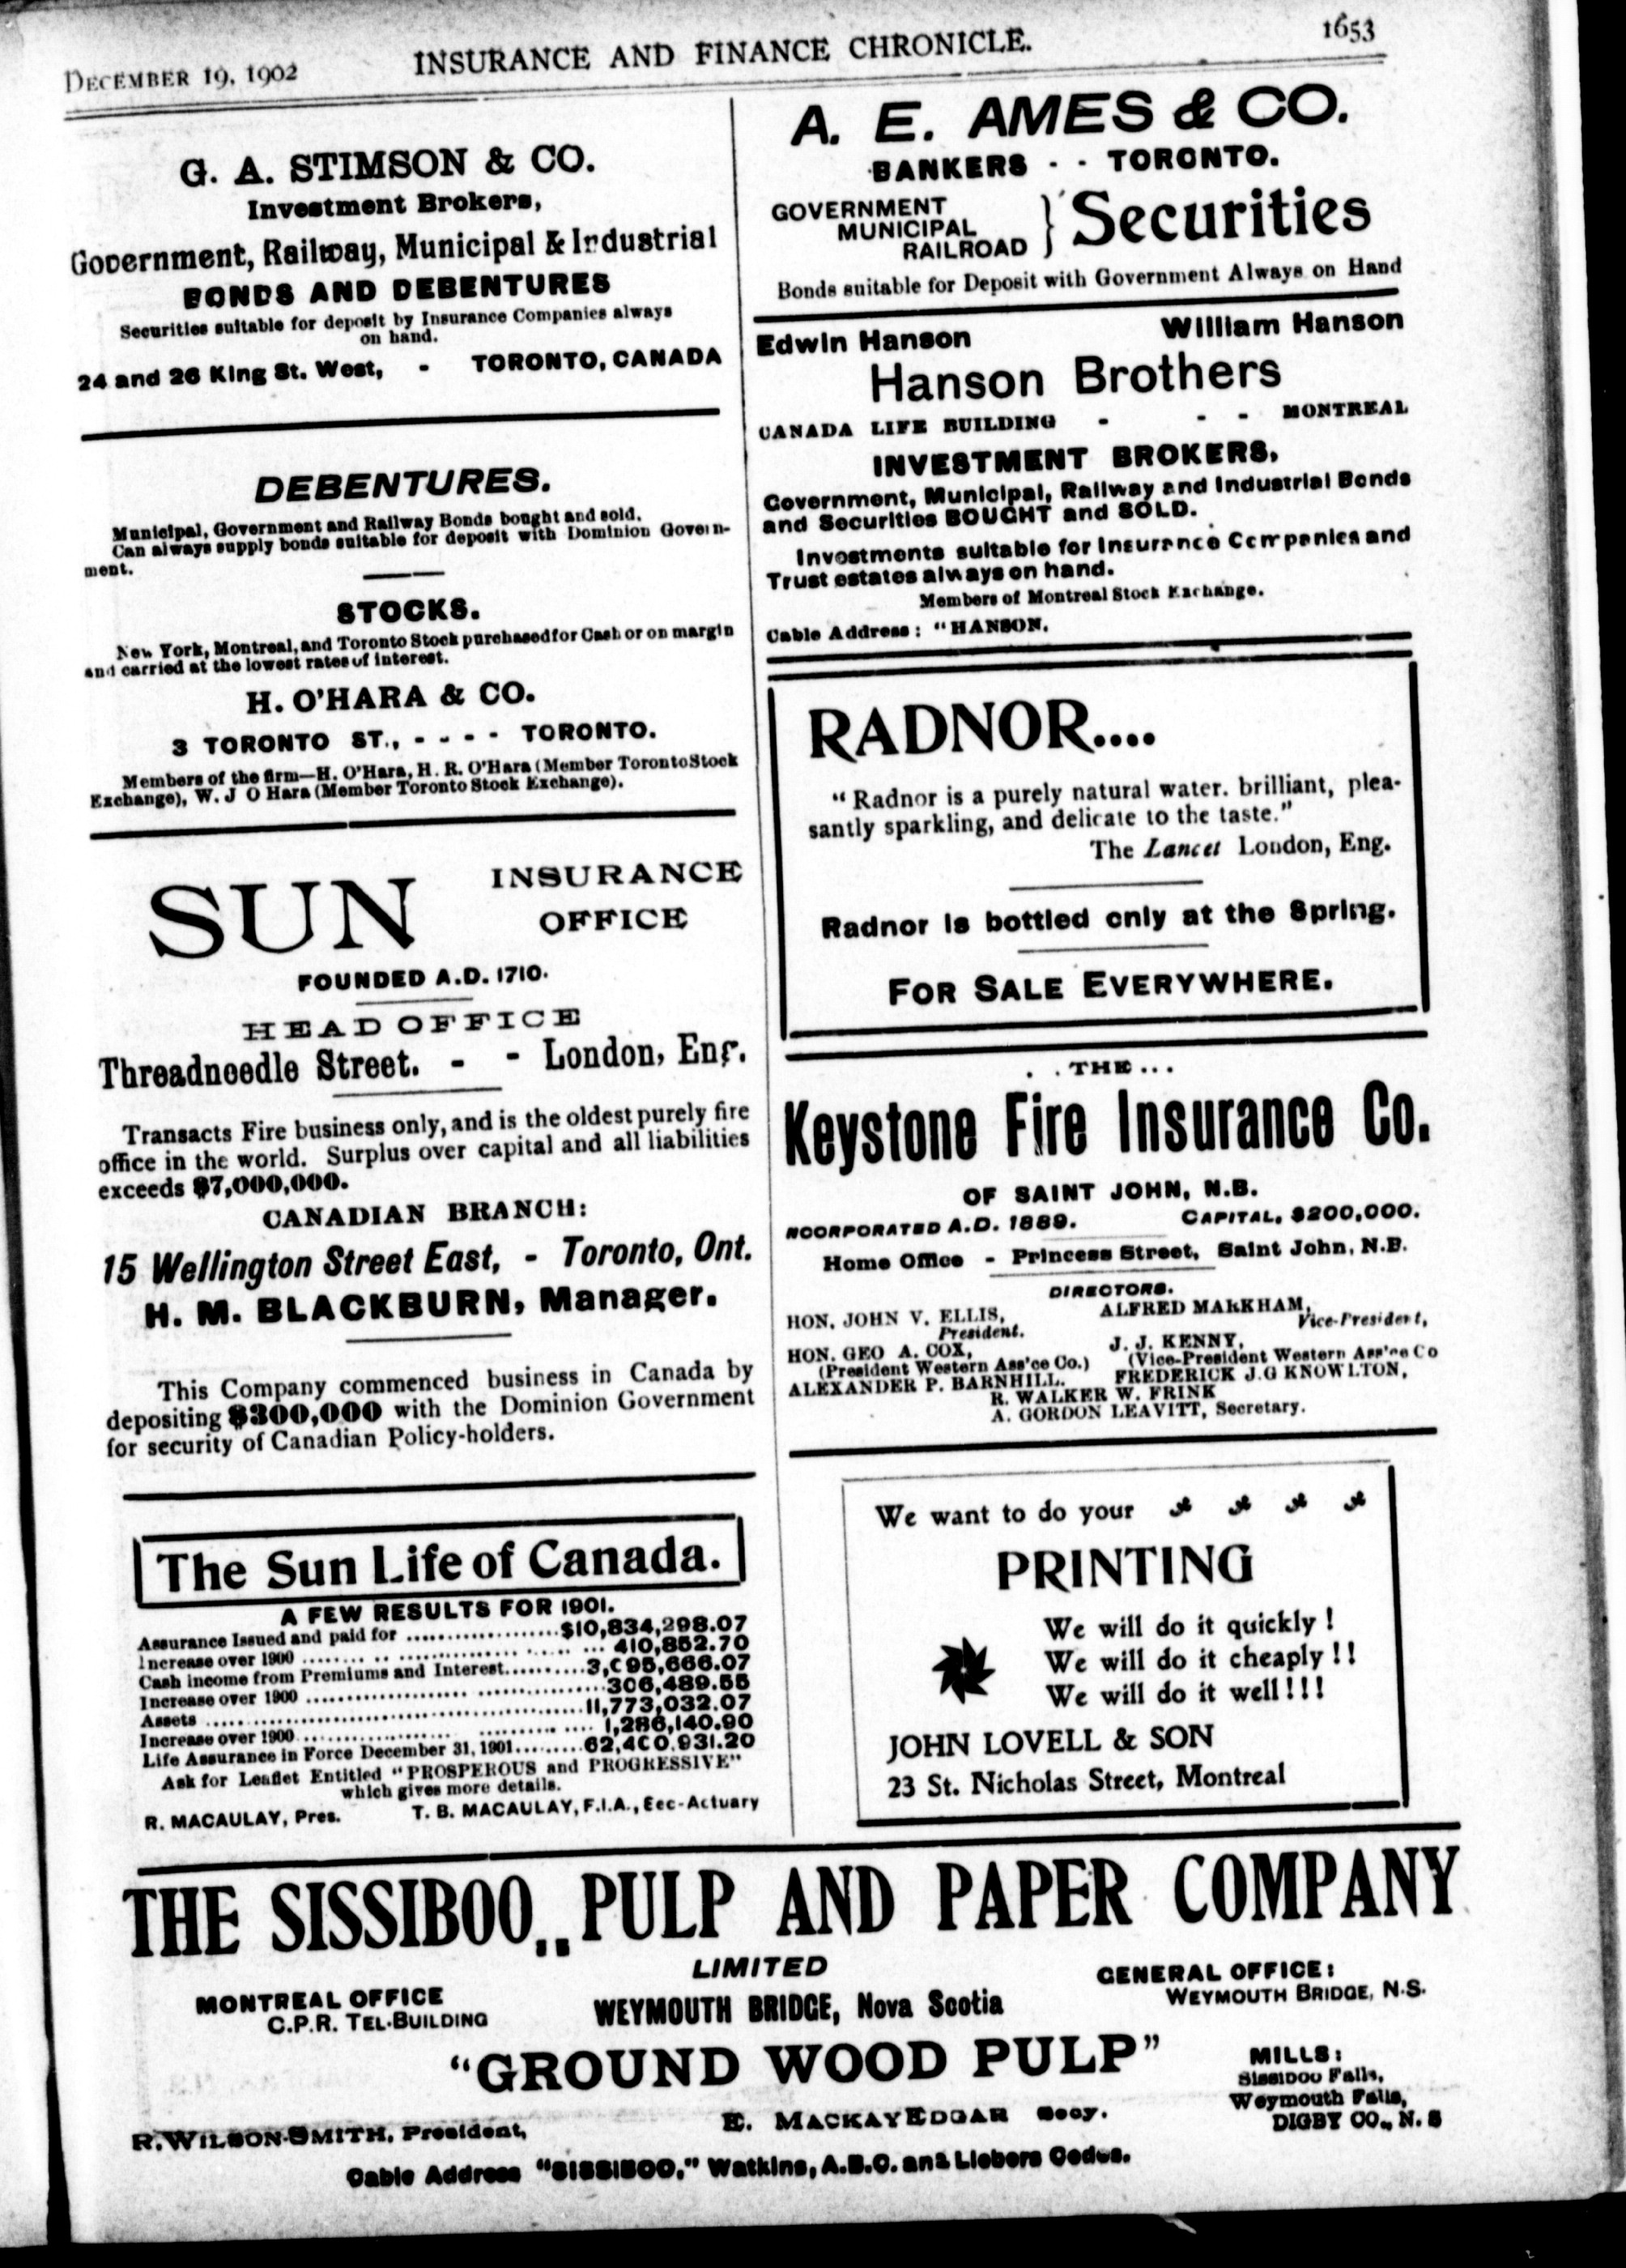 DECEMBER 19, 1902
INSURANCE AND FINANCE CHRONICLE.
1653
G. A. STIMSON & CO.
Investment Brokers,
Government, Railway, Municipal & Industrial
BONDS AND DEBENTURES
Securities suitable for deposit by Insurance Companies always
on hand.
24 and 26 King St. West, - TORONTO, CANADA
DEBENTURES.
Municipal, Government and Railway Bonds bought and sold.
Can always supply bonds suitable for deposit with Dominion Govern-
ment.
STOCKS.
New York, Montreal, and Toronto Stock purchased for Cash or on margin
and carried at the lowest rates of interest.
H. O'HARA & CO.
3 TORONTO ST., - - - - TORONTO.
Members of the firm—H. O'Hara, H. R. O'Hara (Member Toronto Stock
Exchange), W. J O Hara (Member Toronto Stock Exchange).
SUN INSURANCE
OFFICE
FOUNDED A.D. 1710.
HEAD OFFICE
Threadneedle Street. - - London, Eng.
Transacts Fire business only, and is the oldest purely fire
office in the world. Surplus over capital and all liabilities
exceeds $7,000,000.
CANADIAN BRANCH:
15 Wellington Street East, - Toronto, Ont.
H. M. BLACKBURN, Manager.
This Company commenced business in Canada by
depositing $300,000 with the Dominion Government
for security of Canadian Policy-holders.
The Sun Life of Canada.
A FEW RESULTS FOR 1901.
Assurance Issued and paid for ................... $10,834,298.07
Increase over 1900 ................... 410,852.70
Cash income from Premiums and Interest.......... 3,095,666.07
Increase over 1900 ................... 306,489.55
Assets ................... 11,773,032.07
Increase over 1900................... 1,286,140.90
Life Assurance in Force December 31, 1901......... 62,400,931.20
Ask for Leaflet Entitled "PROSPEROUS and PROGRESSIVE"
which gives more details.
R. MACAULAY, Pres. T. B. MACAULAY, F.I.A., Eec-Actuary
A. E. AMES & CO.
BANKERS - - TORONTO.
GOVERNMENT
MUNICIPAL
RAILROAD } Securities
Bonds suitable for Deposit with Government Always on Hand
Edwin Hanson William Hanson
Hanson Brothers
CANADA LIFE BUILDING - - - MONTREAL
INVESTMENT BROKERS,
Government, Municipal, Railway and Industrial Bonds
and Securities BOUGHT and SOLD.
Investments suitable for Insurance Companies and
Trust estates always on hand.
Members of Montreal Stock Exchange.
Cable Address: "HANSON.
RADNOR....
"Radnor is a purely natural water. brilliant, plea-
santly sparkling, and delicate to the taste."
The Lancet London, Eng.
Radnor is bottled only at the Spring.
FOR SALE EVERYWHERE.
. . THE ...
Keystone Fire Insurance Co.
OF SAINT JOHN, N.B.
NCORPORATED A.D. 1889. CAPITAL, $200,000.
Home Office - Princess Street, Saint John, N.B.
DIRECTORS.
HON. JOHN V. ELLIS, ALFRED MARKHAM,
President. Vice-President,
HON. GEO A. COX, J. J. KENNY,
(President Western Ass'ce Co.) (Vice-President Western Ass'ce Co
ALEXANDER P. BARNHILL. FREDERICK J.G KNOWLTON,
R. WALKER W. FRINK
A. GORDON LEAVITT, Secretary.
We want to do your
PRINTING
We will do it quickly !
We will do it cheaply !!
We will do it well!!!
JOHN LOVELL & SON
23 St. Nicholas Street, Montreal
THE SISSIBOO,, PULP AND PAPER COMPANY
LIMITED
MONTREAL OFFICE
C.P.R. TEL-BUILDING
WEYMOUTH BRIDGE, Nova Scotia
GENERAL OFFICE:
WEYMOUTH BRIDGE, N.S.
"GROUND WOOD PULP"
MILLS:
Sissiboo Falls,
Weymouth Falls,
DIGBY CO., N. S
R. WILSON-SMITH, President, E. MACKAY EDGAR Secy.
Cable Address "SISSIBOO," Watkins, A.B.C. and Liebers Codes.